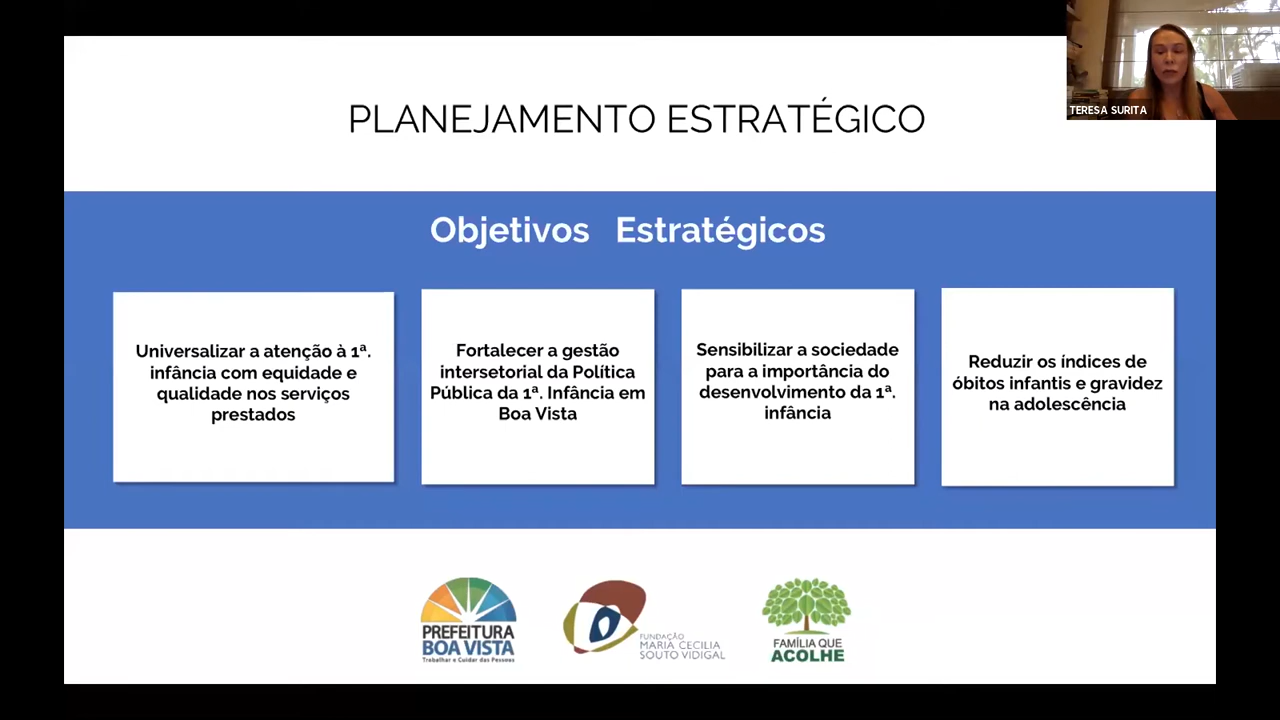 PLANEJAMENTO ESTRATÉGICO
TERESA SURITA
Objetivos Estratégicos
Universalizar a atenção à 1ª.
infância com equidade e
qualidade nos serviços
prestados
Fortalecer a gestão
intersetorial da Política
Pública da 1ª. Infância em
Boa Vista
Sensibilizar a sociedade
para a importância do
desenvolvimento da 1ª.
infância
Reduzir os índices de
óbitos infantis e gravidez
na adolescência
PREFEITURA
BOA VISTA
Trabalhar e Cuidar das Pessoas
FUNDAÇÃO
MARIA CECILIA
SOUTO VIDIGAL
FAMÍLIA QUE
ACOLHE